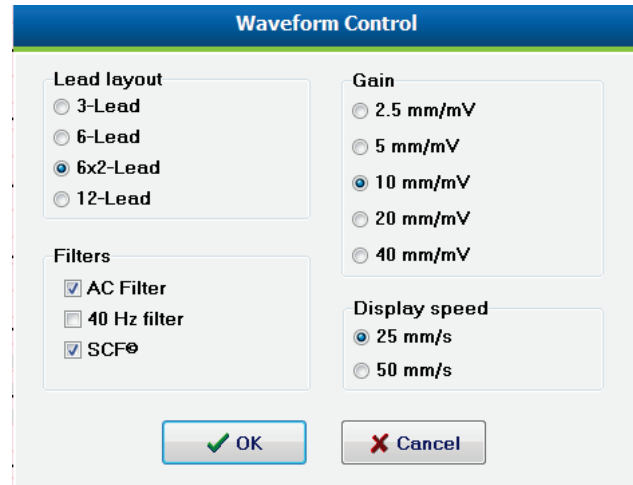 Waveform Control
Lead layout
3-Lead
6-Lead
6x2-Lead
12-Lead
Filters
AC Filter
40 Hz filter
SCF©
Gain
2.5 mm/mV
5 mm/mV
10 mm/mV
20 mm/mV
40 mm/mV
Display speed
25 mm/s
50 mm/s
OK
Cancel